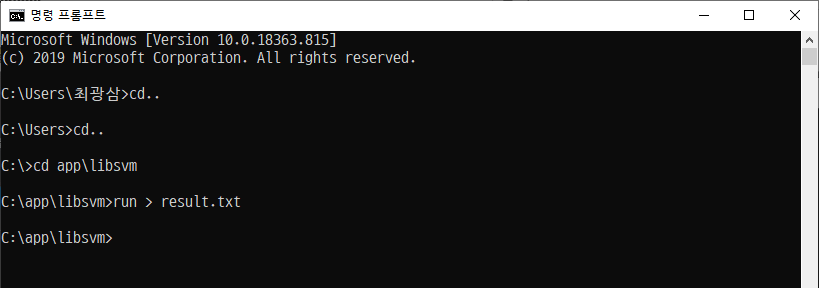 명령 프롬프트
Microsoft Windows [Version 10.0.18363.815]
(c) 2019 Microsoft Corporation. All rights reserved.
C:\Users\최광삼>cd..
C:\Users>cd..
C:\>cd app\libsvm
C:\app\libsvm>run > result.txt
C:\app\libsvm>